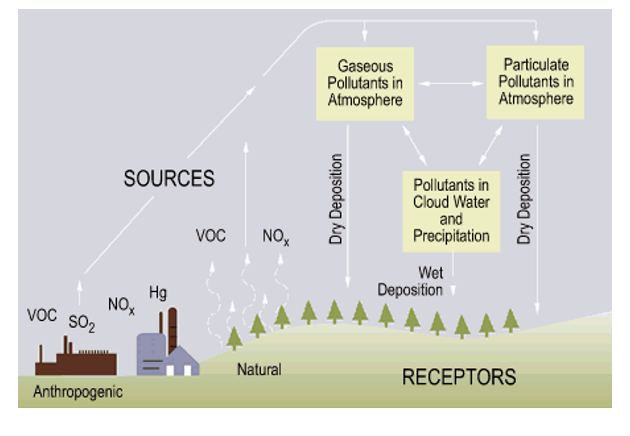 Gaseous
Pollutants in
Atmosphere
Particulate
Pollutants in
Atmosphere
SOURCES
Dry Deposition
Pollutants in
Cloud Water
and
Precipitation
Dry Deposition
VOC
NOx
Wet
Deposition
VOC
SO2
NOx
Hg
Natural
RECEPTORS
Anthropogenic